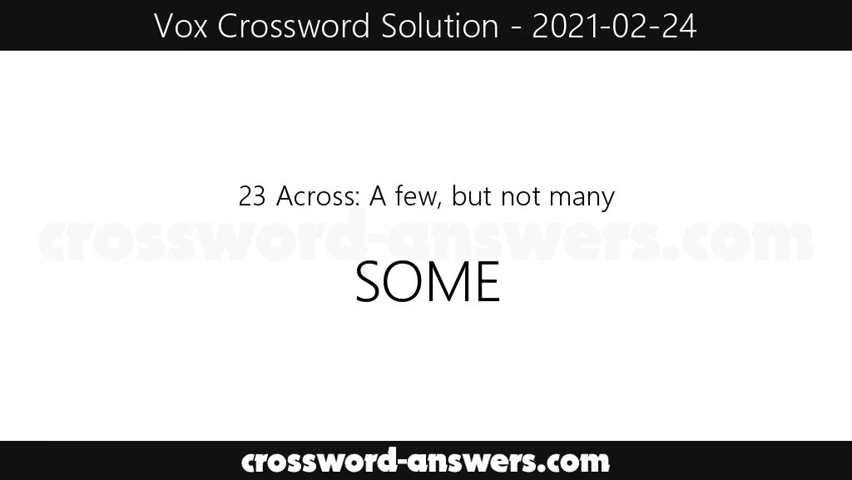 Vox Crossword Solution - 2021-02-24
23 Across: A few, but not many
crossword-answers.com
SOME
crossword-answers.com